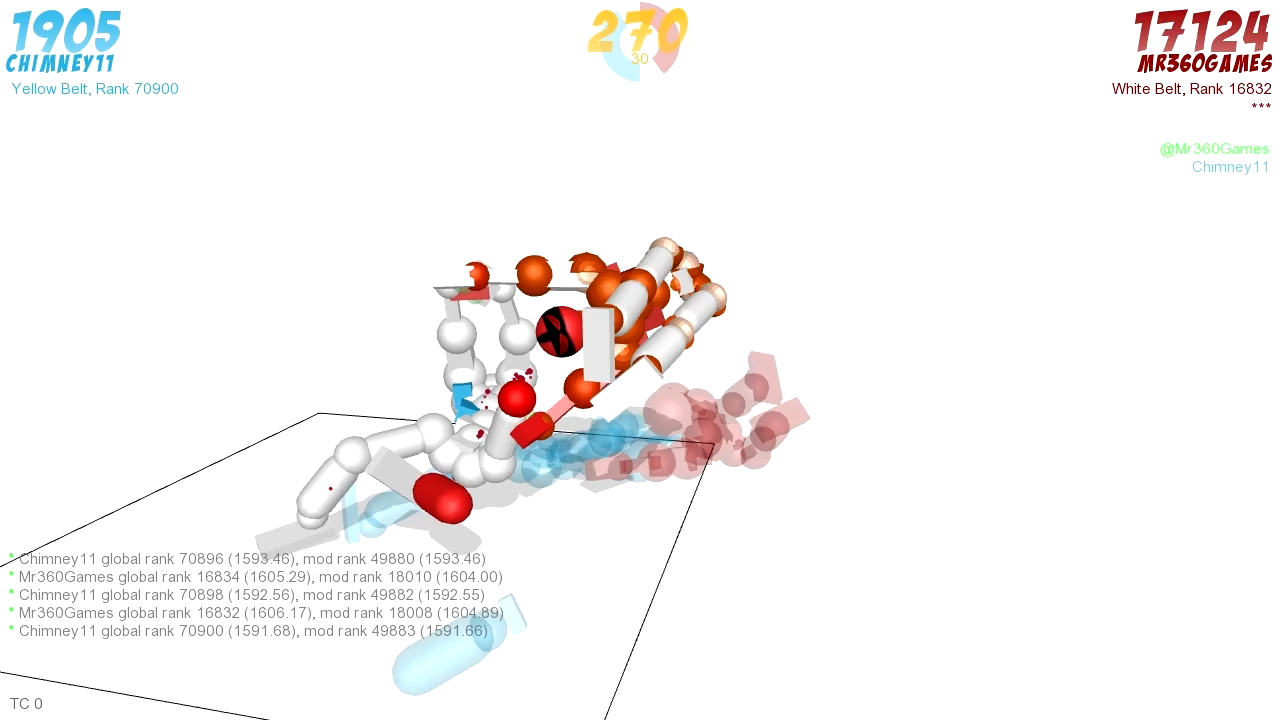 1905
CHIMNEY11
Yellow Belt, Rank 70900
270
30
17124
MR360GAMES
White Belt, Rank 16832
***
@Mr360Games
Chimney11
* Chimney11 global rank 70896 (1593.46), mod rank 49880 (1593.46)
* Mr360Games global rank 16834 (1605.29), mod rank 18010 (1604.00)
* Chimney11 global rank 70898 (1592.56), mod rank 49882 (1592.55)
* Mr360Games global rank 16832 (1606.17), mod rank 18008 (1604.89)
* Chimney11 global rank 70900 (1591.68), mod rank 49883 (1591.66)
TC 0